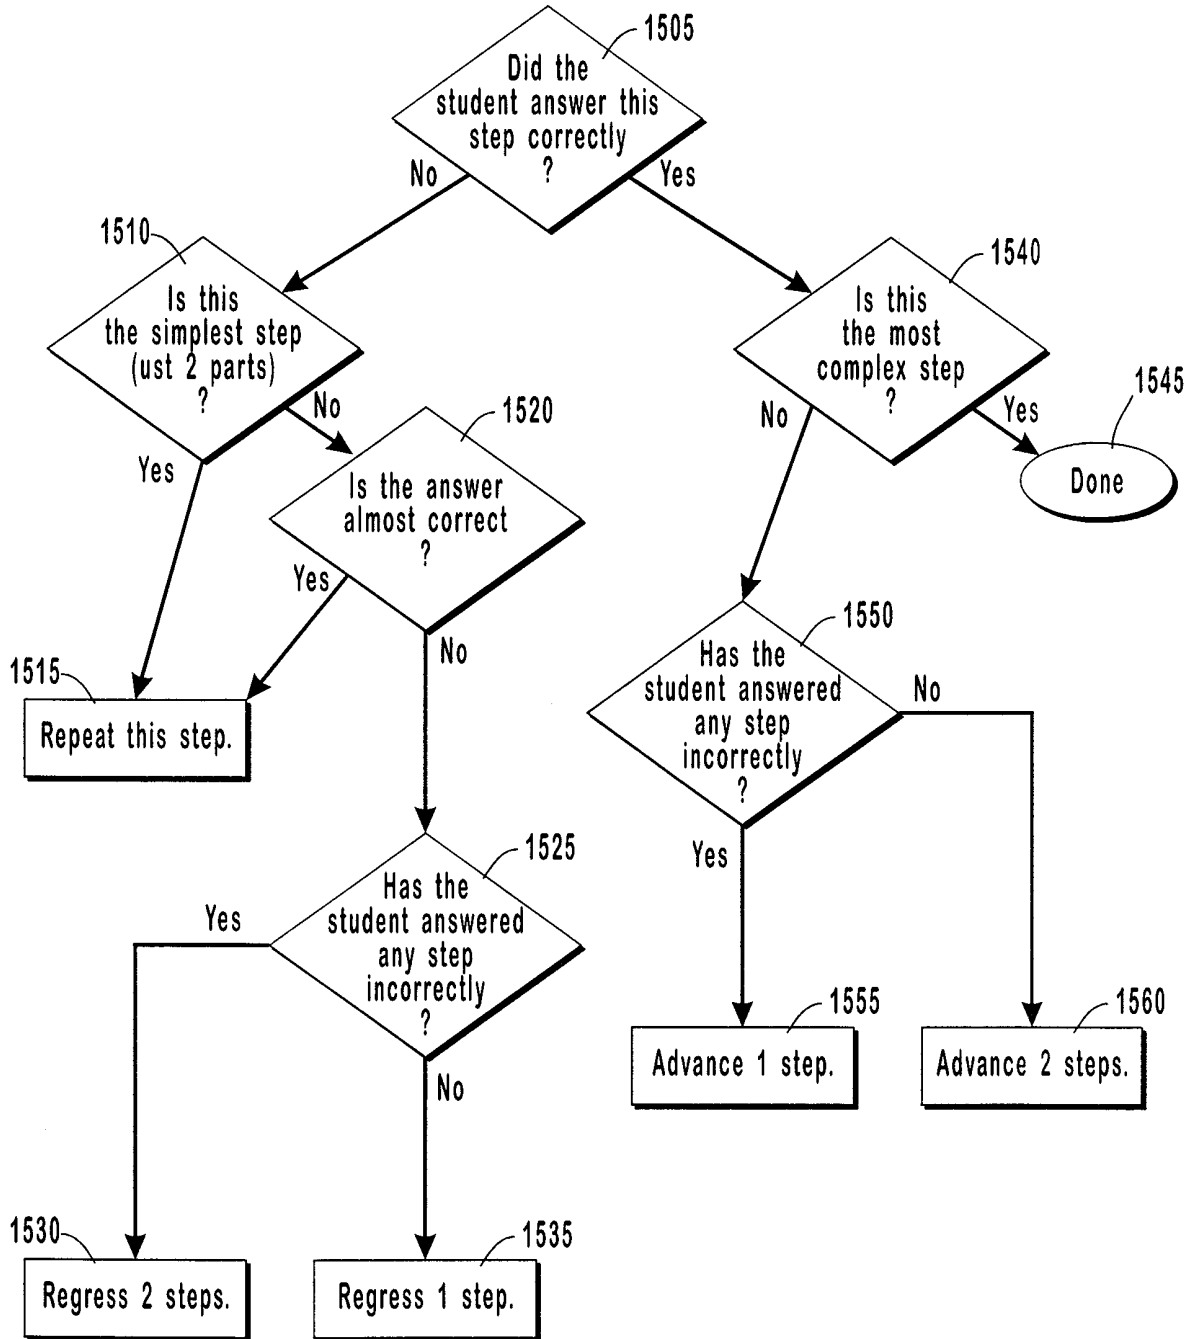 1505
Did the
student answer this
step correctly
?
No
Yes
1510
Is this
the simplest step
(ust 2 parts)
?
No
Yes
1540
Is this
the most
complex step
?
No
Yes
1545
Done
1520
Is the answer
almost correct
?
Yes
No
1515
Repeat this step.
1550
Has the
student answered
any step
incorrectly
?
No
Yes
1525
Has the
student answered
any step
incorrectly
?
Yes
No
1555
Advance 1 step.
1560
Advance 2 steps.
1530
Regress 2 steps.
1535
Regress 1 step.